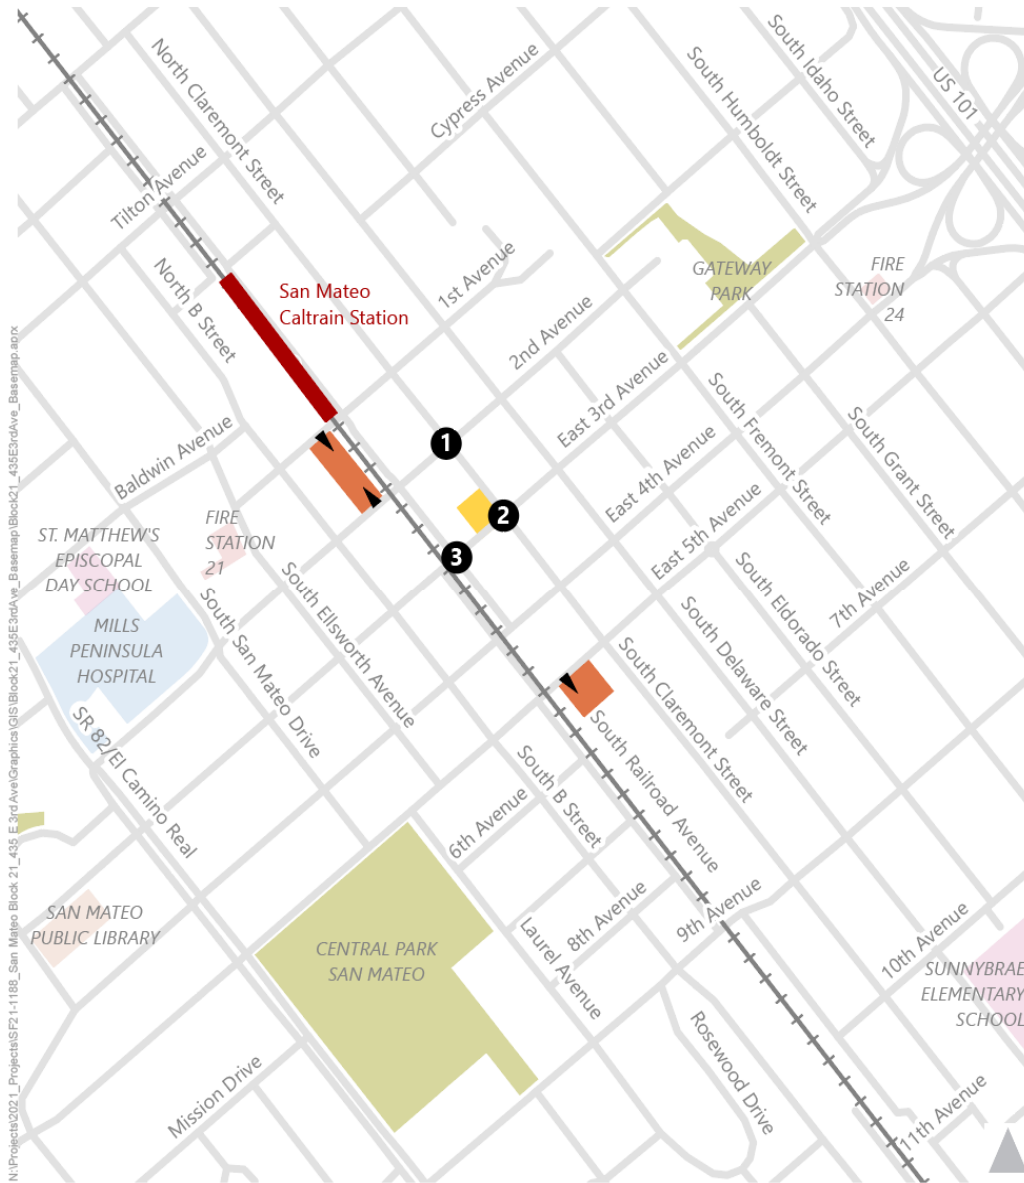 North Claremont Street
Cypress Avenue
South Idaho Street
South Humboldt Street
US 101
Tilton Avenue
North B Street
San Mateo
Caltrain Station
1st Avenue
GATEWAY
PARK
FIRE
STATION
24
2nd Avenue
East 3rd Avenue
South Fremont Street
South Grant Street
Baldwin Avenue
1
East 4th Avenue
2
3
East 5th Avenue
FIRE
STATION
21
ST. MATTHEW'S
EPISCOPAL
DAY SCHOOL
MILLS
PENINSULA
HOSPITAL
South Ellsworth Avenue
South San Mateo Drive
South Eldorado Street
7th Avenue
South Delaware Street
South Claremont Street
South Railroad Avenue
SR 82/El Camino Real
South B Street
6th Avenue
8th Avenue
9th Avenue
10th Avenue
SAN MATEO
PUBLIC LIBRARY
CENTRAL PARK
SAN MATEO
Laurel Avenue
SUNNYBRAE
ELEMENTARY
SCHOOL
Rosewood Drive
Mission Drive
11th Avenue
N:\Projects\2021_Projects\SF21-1188_San Mateo Block 21_435 E 3rd Ave\Graphics\GIS\Block21_435E3rdAve_Basemap\Block21_435E3rdAve_Basemap.aprx